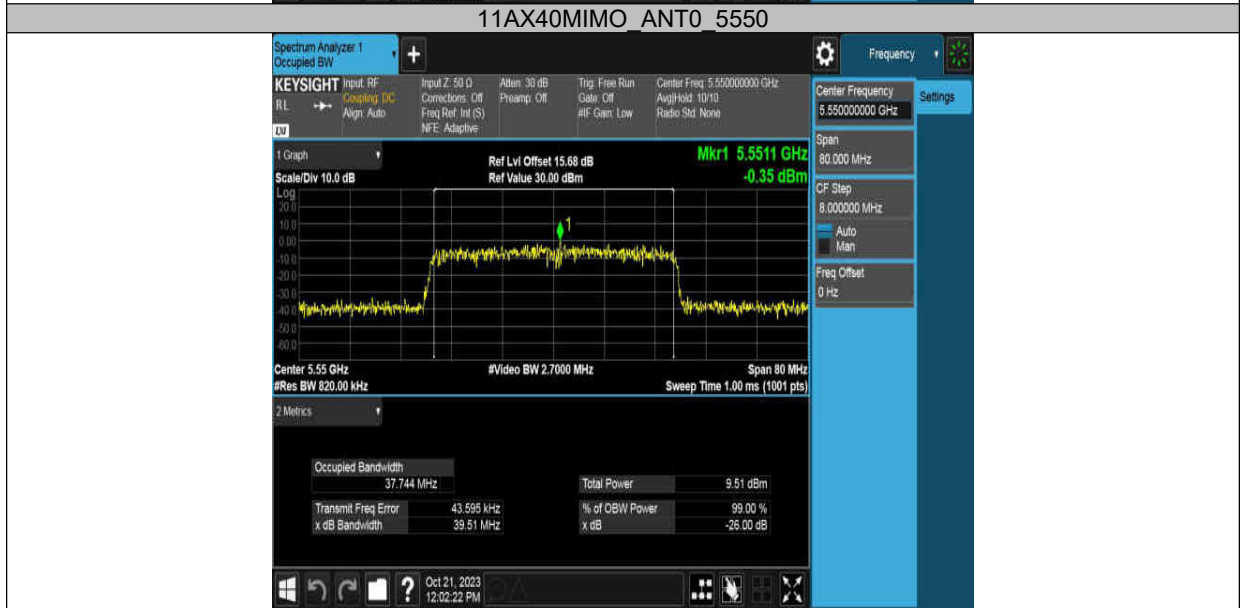 11AX40MIMO_ANT0_5550
Spectrum Analyzer 1
Occupied BW
+
Frequency
KEYSIGHT
RL
LXI
Input: RF
Coupling: DC
Align: Auto
Input Z: 50 Ω
Corrections: Off
Freq Ref: Int (S)
NFE: Adaptive
Atten: 30 dB
Preamp: Off
Trig: Free Run
Gate: Off
#IF Gain: Low
Center Freq: 5.550000000 GHz
Avg|Hold: 10/10
Radio Std: None
Center Frequency
5.550000000 GHz
Settings
Span
80.000 MHz
CF Step
8.000000 MHz
Auto
Man
Freq Offset
0 Hz
1 Graph
Scale/Div 10.0 dB
Ref Lvl Offset 15.68 dB
Ref Value 30.00 dBm
Mkr1 5.5511 GHz
-0.35 dBm
Log
20.0
10.0
0.00
-10.0
-20.0
-30.0
-40.0
-50.0
-60.0
1
Center 5.55 GHz
#Video BW 2.7000 MHz
Span 80 MHz
#Res BW 820.00 kHz
Sweep Time 1.00 ms (1001 pts)
2 Metrics
Occupied Bandwidth
37.744 MHz
Total Power 9.51 dBm
Transmit Freq Error 43.595 kHz
% of OBW Power 99.00 %
x dB Bandwidth 39.51 MHz
x dB -26.00 dB
?
Oct 21, 2023
12:02:22 PM